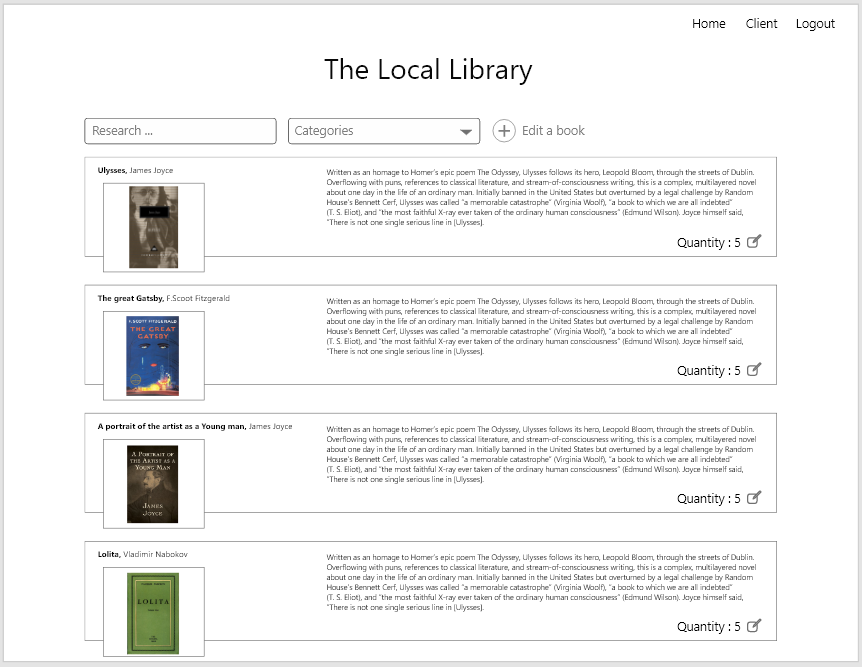 Home Client Logout
The Local Library
Research ...
Categories
Edit a book
Ulysses, James Joyce
Written as an homage to Homer's epic poem The Odyssey, Ulysses follows its hero, Leopold Bloom, through the streets of Dublin.
Overflowing with puns, references to classical literature, and stream-of-consciousness writing, this is a complex, multilayered novel
about one day in the life of an ordinary man. Initially banned in the United States but overturned by a legal challenge by Random
House's Bennett Cerf, Ulysses was called "a memorable catastrophe" (Virginia Woolf), "a book to which we are all indebted"
(T. S. Eliot), and "the most faithful X-ray ever taken of the ordinary human consciousness" (Edmund Wilson). Joyce himself said,
"There is not one single serious line in [Ulysses].
Quantity : 5
The great Gatsby, F.Scoot Fitzgerald
F. SCOTT FITZGERALD
THE GREAT
GATSBY
Written as an homage to Homer's epic poem The Odyssey, Ulysses follows its hero, Leopold Bloom, through the streets of Dublin.
Overflowing with puns, references to classical literature, and stream-of-consciousness writing, this is a complex, multilayered novel
about one day in the life of an ordinary man. Initially banned in the United States but overturned by a legal challenge by Random
House's Bennett Cerf, Ulysses was called "a memorable catastrophe" (Virginia Woolf), "a book to which we are all indebted"
(T. S. Eliot), and "the most faithful X-ray ever taken of the ordinary human consciousness" (Edmund Wilson). Joyce himself said,
"There is not one single serious line in [Ulysses].
Quantity : 5
A portrait of the artist as a Young man, James Joyce
A PORTRAIT OF
THE ARTIST AS A
YOUNG MAN
JAMES
JOYCE
Written as an homage to Homer's epic poem The Odyssey, Ulysses follows its hero, Leopold Bloom, through the streets of Dublin.
Overflowing with puns, references to classical literature, and stream-of-consciousness writing, this is a complex, multilayered novel
about one day in the life of an ordinary man. Initially banned in the United States but overturned by a legal challenge by Random
House's Bennett Cerf, Ulysses was called "a memorable catastrophe" (Virginia Woolf), "a book to which we are all indebted"
(T. S. Eliot), and "the most faithful X-ray ever taken of the ordinary human consciousness" (Edmund Wilson). Joyce himself said,
"There is not one single serious line in [Ulysses].
Quantity : 5
Lolita, Vladimir Nabokov
LOLITA
Written as an homage to Homer's epic poem The Odyssey, Ulysses follows its hero, Leopold Bloom, through the streets of Dublin.
Overflowing with puns, references to classical literature, and stream-of-consciousness writing, this is a complex, multilayered novel
about one day in the life of an ordinary man. Initially banned in the United States but overturned by a legal challenge by Random
House's Bennett Cerf, Ulysses was called "a memorable catastrophe" (Virginia Woolf), "a book to which we are all indebted"
(T. S. Eliot), and "the most faithful X-ray ever taken of the ordinary human consciousness" (Edmund Wilson). Joyce himself said,
"There is not one single serious line in [Ulysses].
Quantity : 5